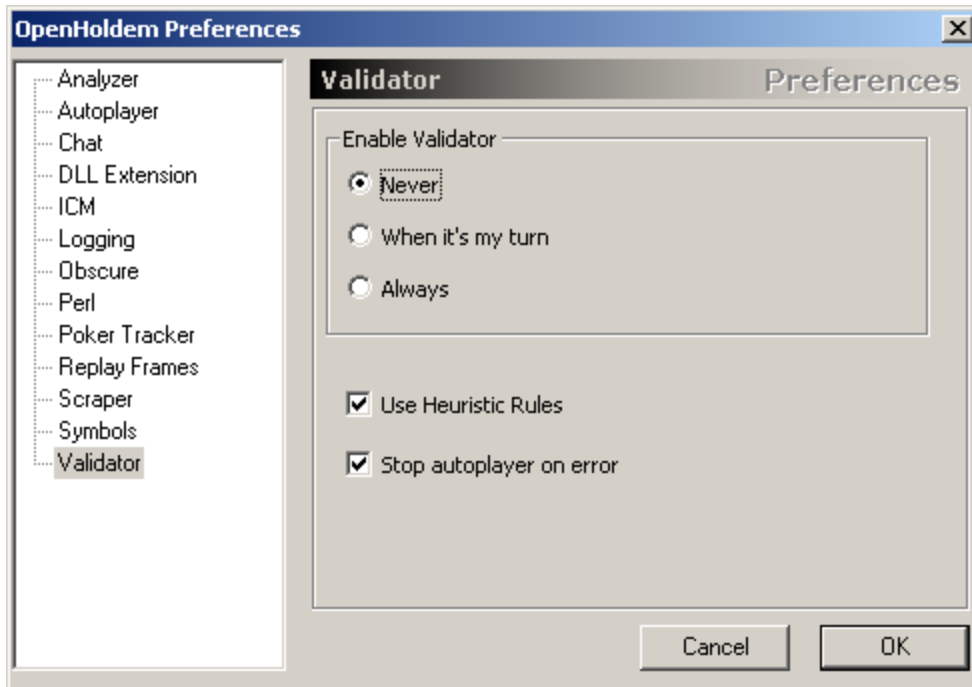 OpenHoldem Preferences
Analyzer
Autoplayer
Chat
DLL Extension
ICM
Logging
Obscure
Perl
Poker Tracker
Replay Frames
Scraper
Symbols
Validator
Validator Preferences
Enable Validator
Never
When it's my turn
Always
Use Heuristic Rules
Stop autoplayer on error
Cancel OK